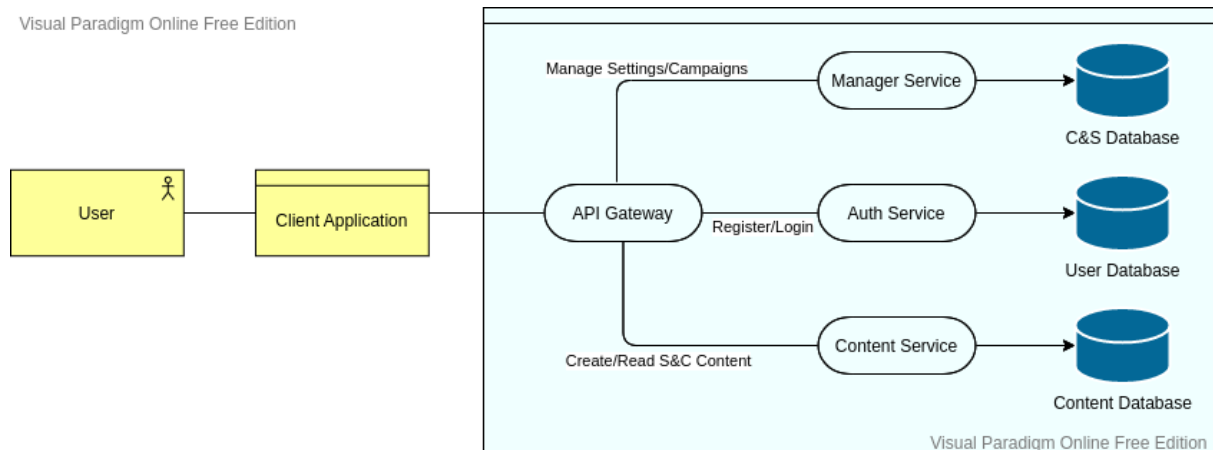 Visual Paradigm Online Free Edition
Manage Settings/Campaigns
Manager Service
C&S Database
User
Client Application
API Gateway
Register/Login
Auth Service
User Database
Create/Read S&C Content
Content Service
Content Database
Visual Paradigm Online Free Edition